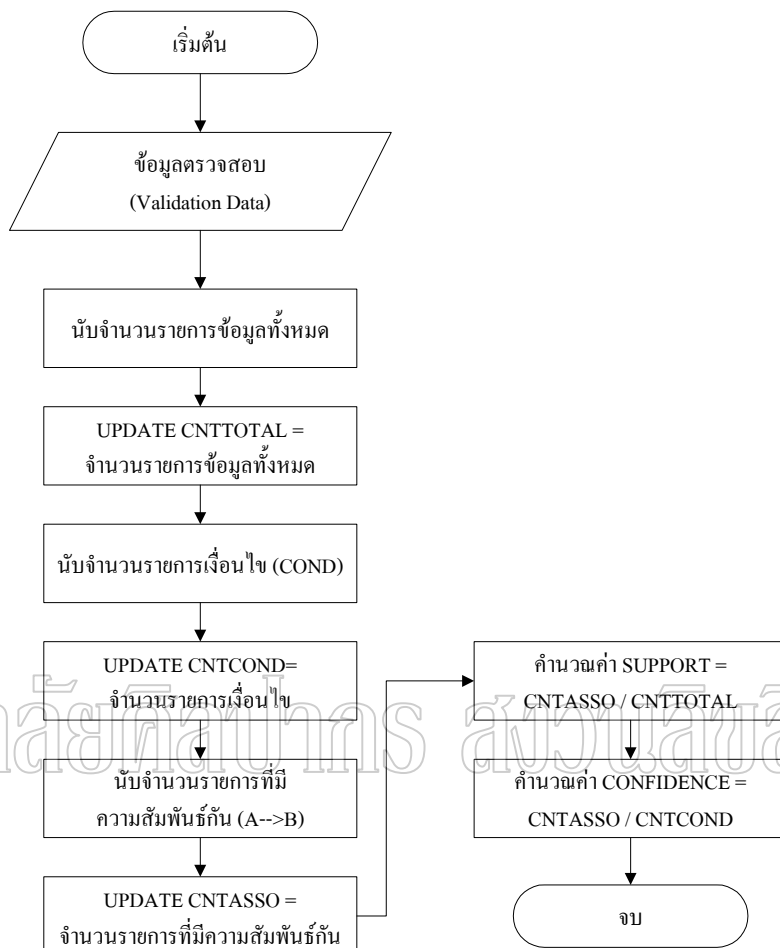 เริ่มต้น
ข้อมูลตรวจสอบ
(Validation Data)
นับจำนวนรายการข้อมูลทั้งหมด
UPDATE CNTTOTAL =
จำนวนรายการข้อมูลทั้งหมด
นับจำนวนรายการเงื่อนไข (COND)
UPDATE CNTCOND=
จำนวนรายการเงื่อนไข
นับจำนวนรายการที่มี
ความสัมพันธ์กัน (A-->B)
UPDATE CNTASSO =
จำนวนรายการที่มีความสัมพันธ์กัน
คำนวณค่า SUPPORT =
CNTASSO / CNTTOTAL
คำนวณค่า CONFIDENCE =
CNTASSO / CNTCOND
จบ